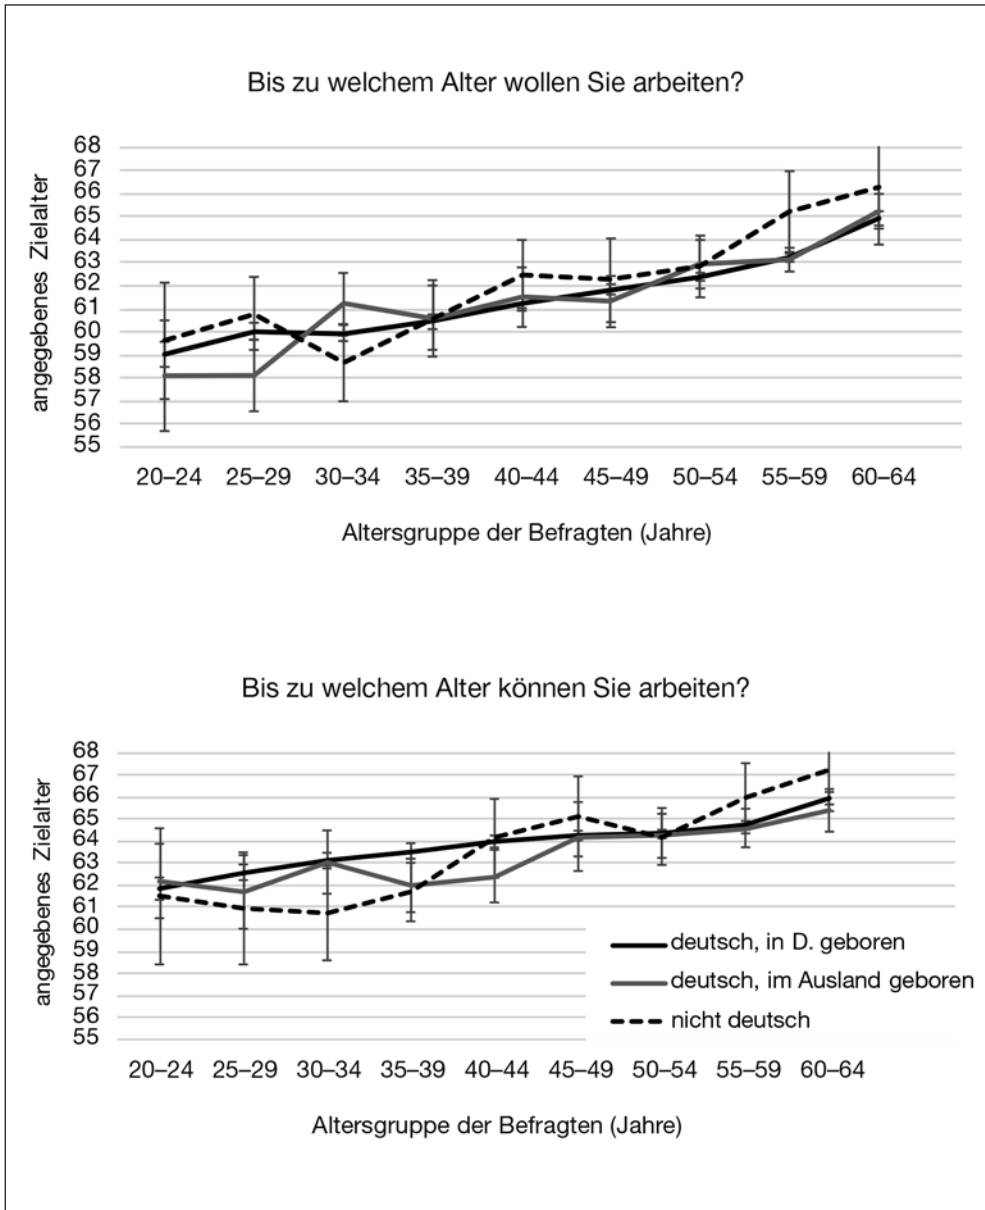 Bis zu welchem Alter wollen Sie arbeiten?
angegebenes Zielalter
68
67
66
65
64
63
62
61
60
59
58
57
56
55
20–24 25–29 30–34 35–39 40–44 45–49 50–54 55–59 60–64
Altersgruppe der Befragten (Jahre)
Bis zu welchem Alter können Sie arbeiten?
angegebenes Zielalter
68
67
66
65
64
63
62
61
60
59
58
57
56
55
deutsch, in D. geboren
deutsch, im Ausland geboren
nicht deutsch
20–24 25–29 30–34 35–39 40–44 45–49 50–54 55–59 60–64
Altersgruppe der Befragten (Jahre)